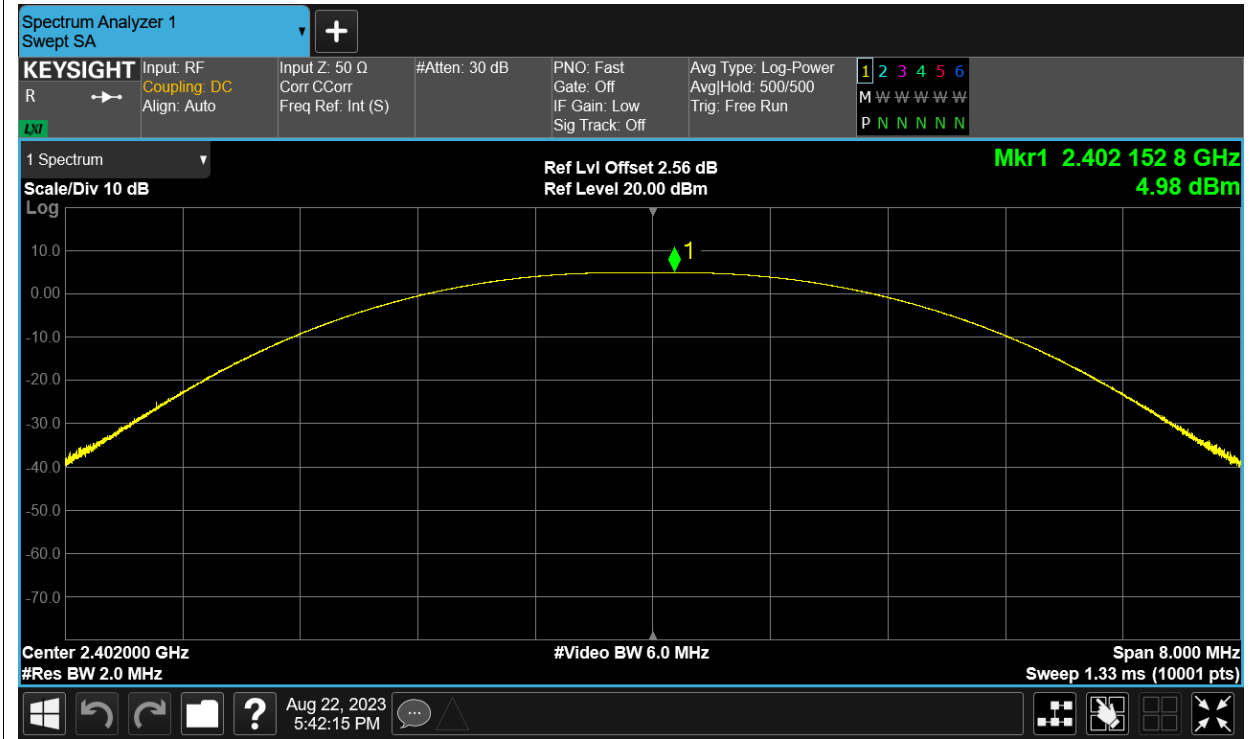 Spectrum Analyzer 1
Swept SA
+
KEYSIGHT
R
LXI
Input: RF
Coupling: DC
Align: Auto
Input Z: 50 Ω
Corr CCorr
Freq Ref: Int (S)
#Atten: 30 dB
PNO: Fast
Gate: Off
IF Gain: Low
Sig Track: Off
Avg Type: Log-Power
Avg|Hold: 500/500
Trig: Free Run
1 2 3 4 5 6
M W W W W W W
P N N N N N N
1 Spectrum
Scale/Div 10 dB
Log
Ref Lvl Offset 2.56 dB
Ref Level 20.00 dBm
Mkr1 2.402 152 8 GHz
4.98 dBm
1
10.0
0.00
-10.0
-20.0
-30.0
-40.0
-50.0
-60.0
-70.0
Center 2.402000 GHz
#Video BW 6.0 MHz
Span 8.000 MHz
#Res BW 2.0 MHz
Sweep 1.33 ms (10001 pts)
?
Aug 22, 2023
5:42:15 PM